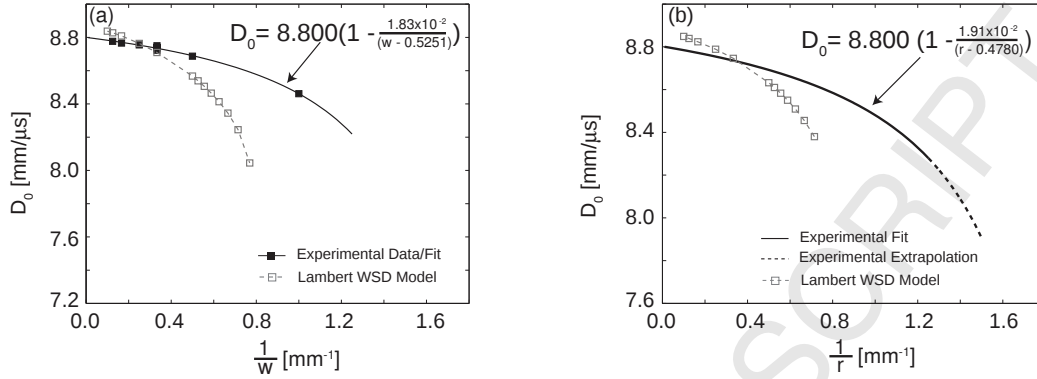 (a)
D₀ = 8.800(1 - 1.83x10⁻² / (w - 0.5251))
8.8
8.4
8.0
7.6
7.2
D₀ [mm/µs]
Experimental Data/Fit
Lambert WSD Model
0.0 0.4 0.8 1.2 1.6
1/w [mm⁻¹]
(b)
D₀ = 8.800 (1 - 1.91x10⁻² / (r - 0.4780))
8.8
8.4
8.0
7.6
D₀ [mm/µs]
Experimental Fit
Experimental Extrapolation
Lambert WSD Model
0.0 0.4 0.8 1.2 1.6
1/r [mm⁻¹]
SCRIPT